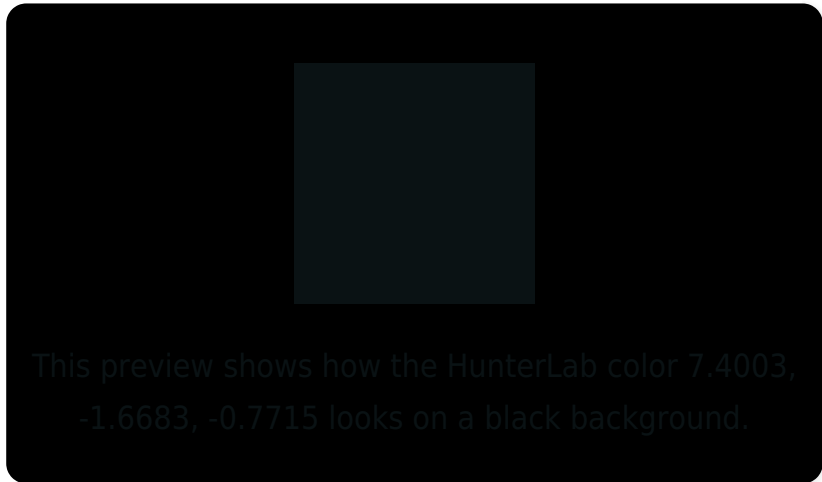 This preview shows how the HunterLab color 7.4003,
-1.6683, -0.7715 looks on a black background.